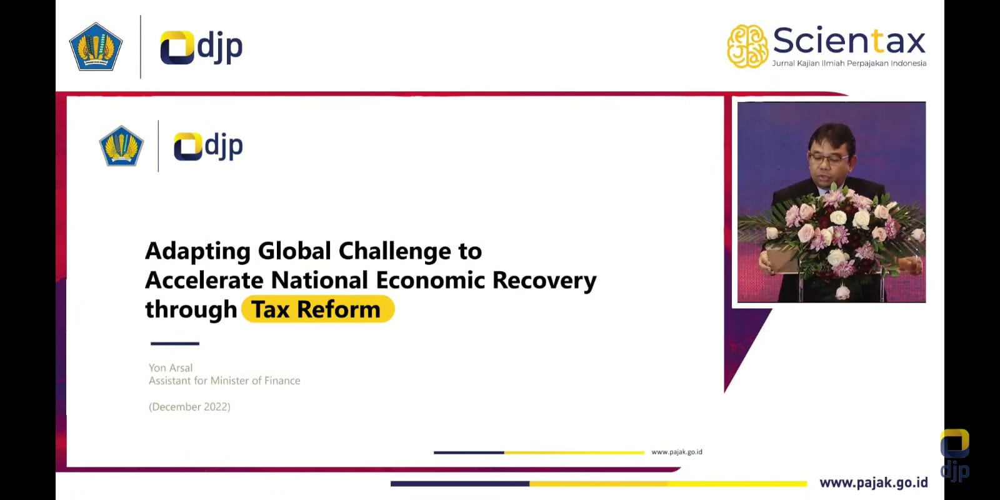 djp
Scientax
Jurnal Kajian Ilmiah Perpajakan Indonesia
djp
Adapting Global Challenge to
Accelerate National Economic Recovery
through Tax Reform
Yon Arsal
Assistant for Minister of Finance
(December 2022)
www.pajak.go.id
www.pajak.go.id
djp